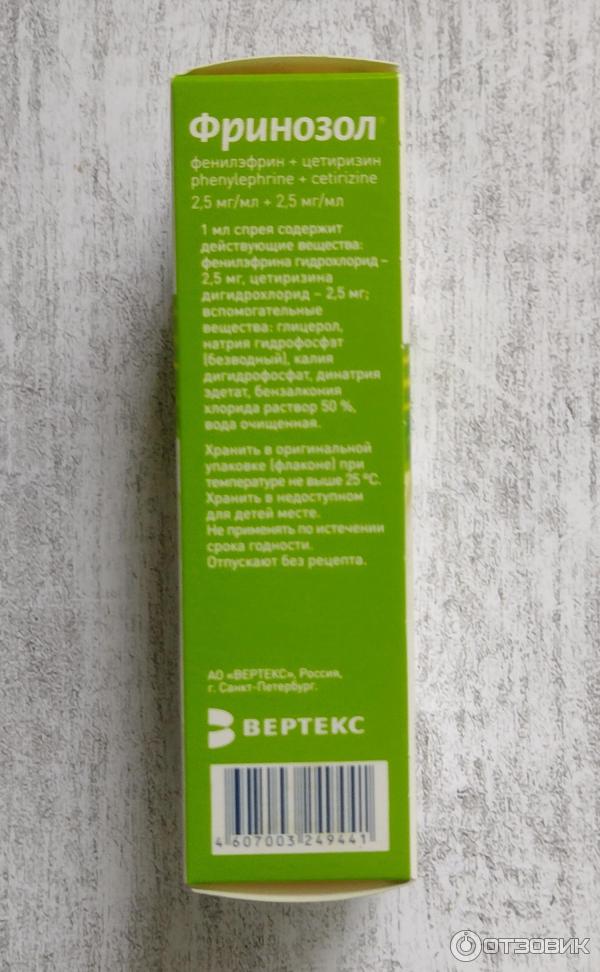 Фринозол®
фенилэфрин + цетиризин
phenylephrine + cetirizine
2,5 мг/мл + 2,5 мг/мл
1 мл спрея содержит
действующие вещества:
фенилэфрина гидрохлорид –
2,5 мг, цетиризина
дигидрохлорид – 2,5 мг;
вспомогательные
вещества: глицерол,
натрия гидрофосфат
(безводный), калия
дигидрофосфат, динатрия
эдетат, бензалкония
хлорида раствор 50 %,
вода очищенная.
Хранить в оригинальной
упаковке (флаконе) при
температуре не выше 25 °С.
Хранить в недоступном
для детей месте.
Не применять по истечении
срока годности.
Отпускают без рецепта.
АО «ВЕРТЕКС», Россия,
г. Санкт-Петербург.
ВЕРТЕКС
4 607003 249441
ОТЗОВИК